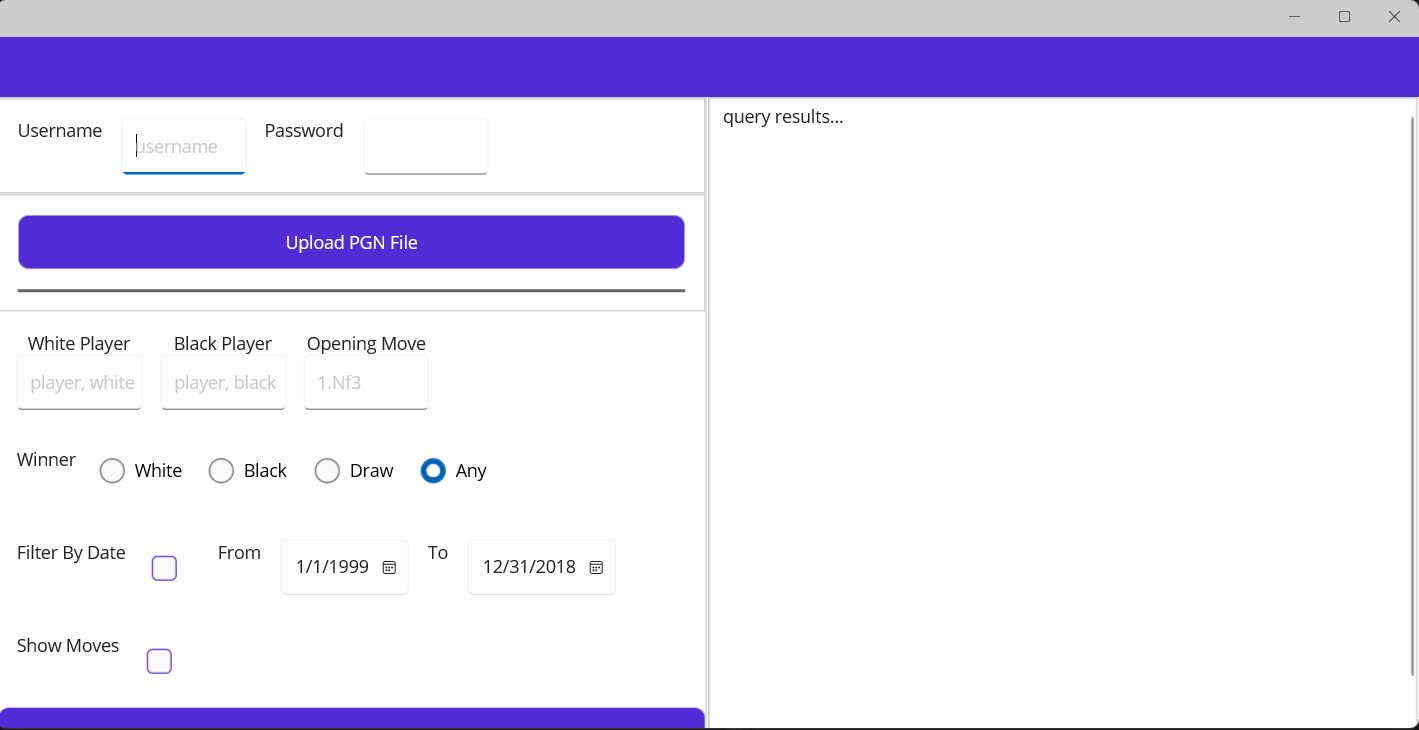 Username username Password
Upload PGN File
White Player Black Player Opening Move
player, white player, black 1.Nf3
Winner White Black Draw Any
Filter By Date From 1/1/1999 To 12/31/2018
Show Moves
query results...